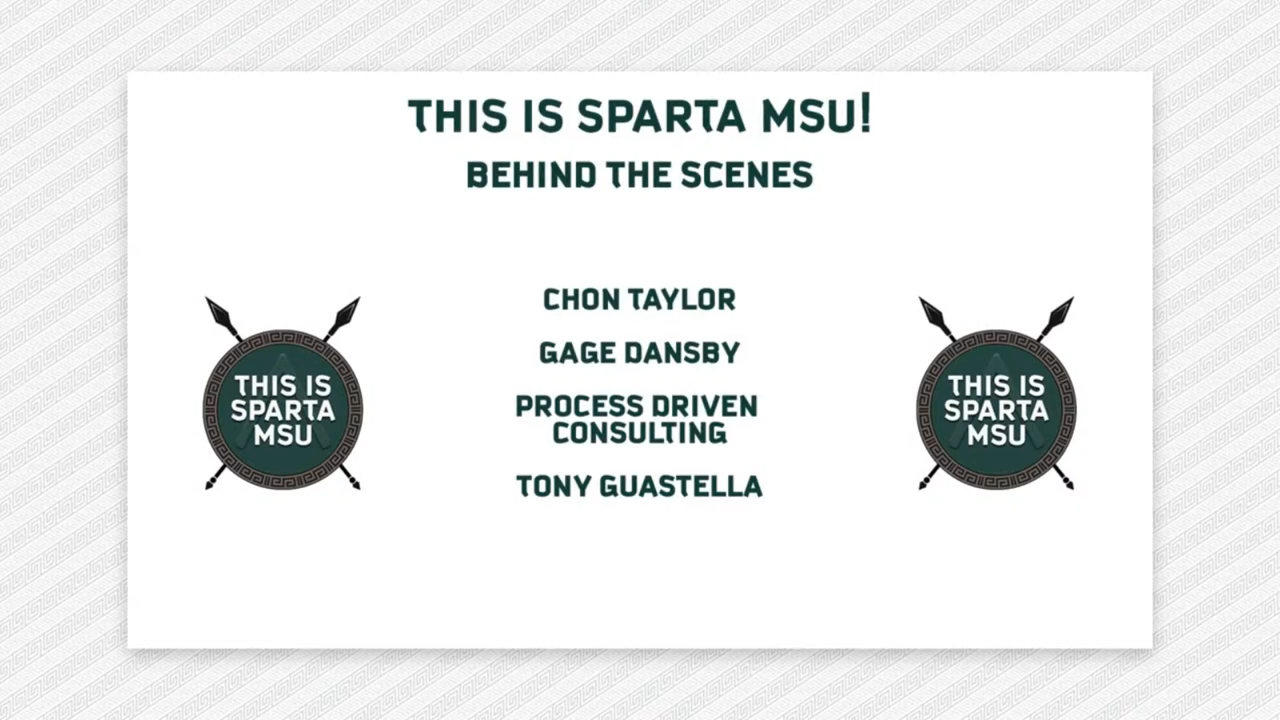 THIS IS SPARTA MSU!
BEHIND THE SCENES
CHON TAYLOR
GAGE DANSBY
PROCESS DRIVEN
CONSULTING
TONY GUASTELLA
THIS IS
SPARTA
MSU
THIS IS
SPARTA
MSU